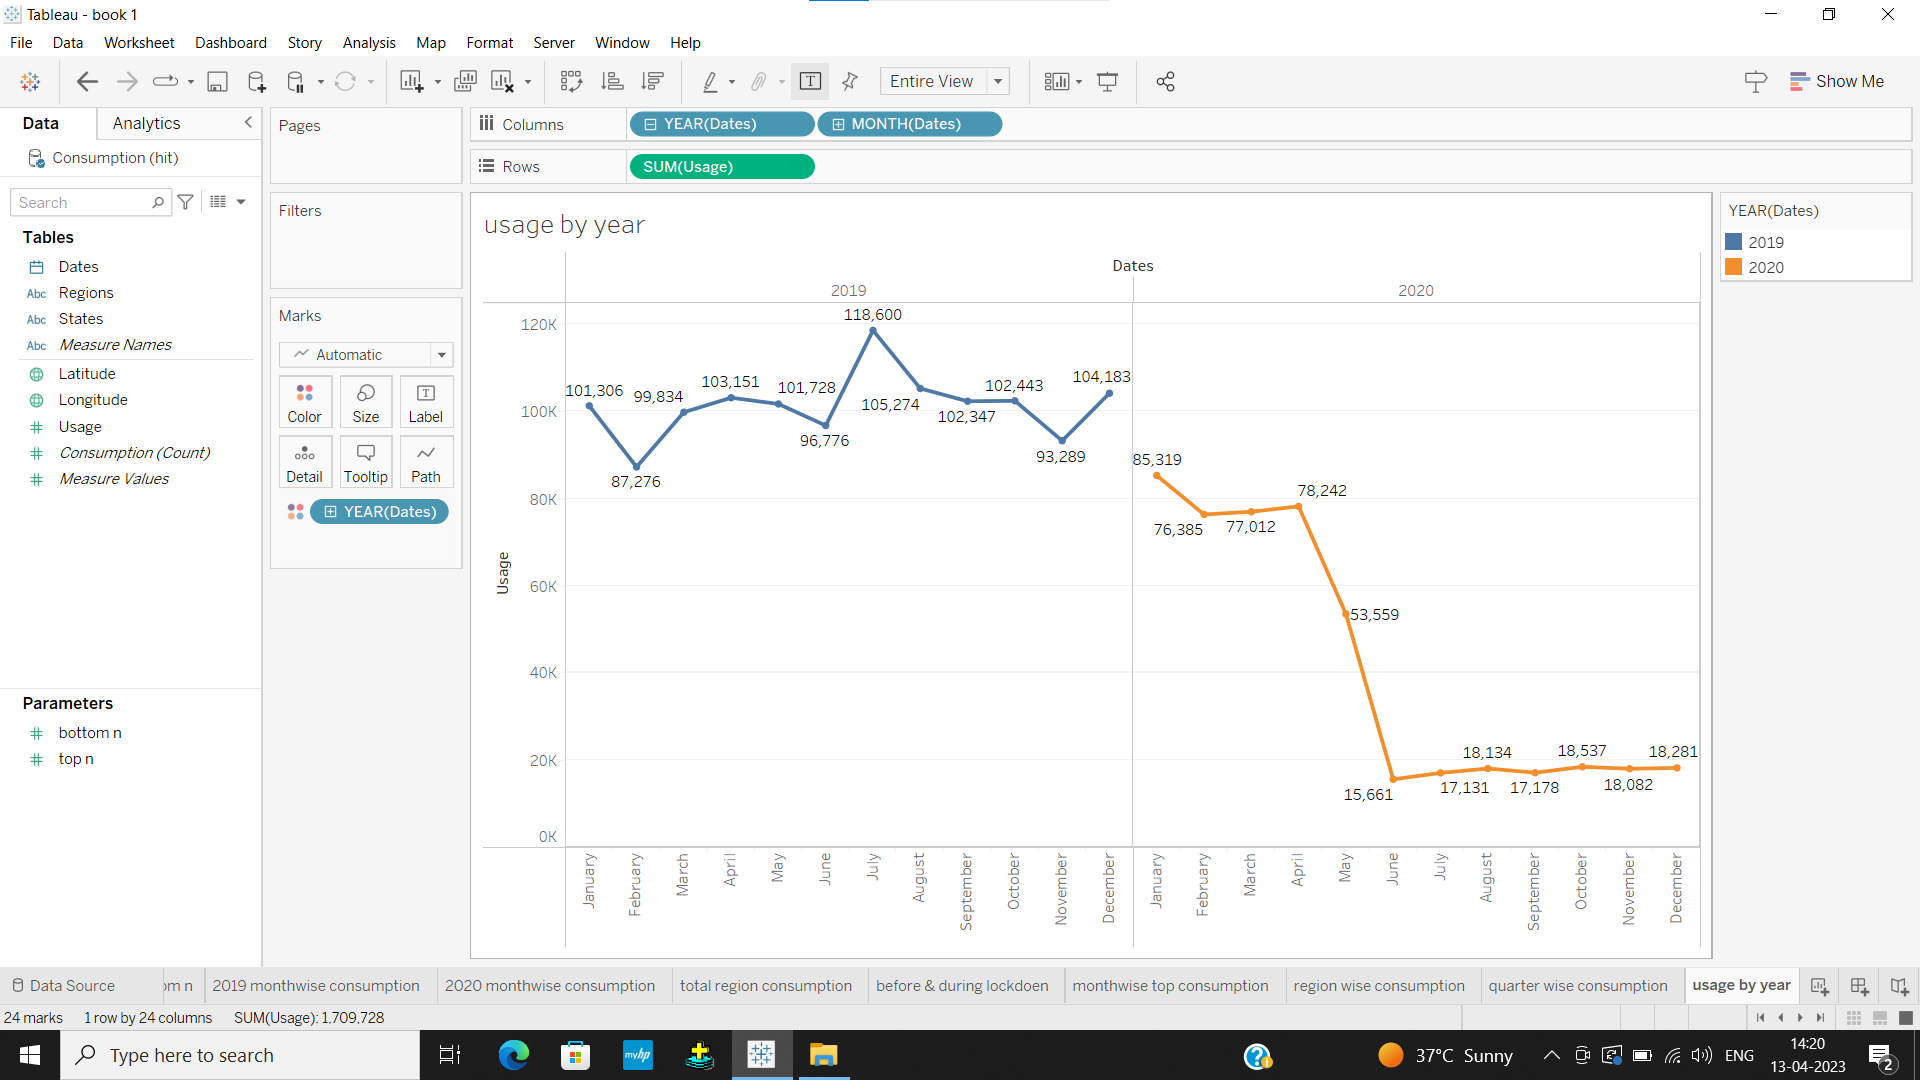 Tableau - book 1
File Data Worksheet Dashboard Story Analysis Map Format Server Window Help
Entire View
Show Me
Data Analytics
Consumption (hit)
Search
Tables
Dates
Abc Regions
Abc States
Abc Measure Names
Latitude
Longitude
Usage
Consumption (Count)
Measure Values
Parameters
bottom n
top n
Pages
Filters
Marks
Automatic
Color Size Label
Detail Tooltip Path
YEAR(Dates)
Columns YEAR(Dates) MONTH(Dates)
Rows SUM(Usage)
usage by year
Dates
2019 2020
Usage
120K
100K
80K
60K
40K
20K
0K
101,306
87,276
99,834
103,151
101,728
96,776
118,600
105,274
102,347
102,443
93,289
104,183
85,319
76,385
77,012
78,242
53,559
15,661
17,131
18,134
17,178
18,537
18,082
18,281
January February March April May June July August September October November December
January February March April May June July August September October November December
YEAR(Dates)
2019
2020
Data Source om n 2019 monthwise consumption 2020 monthwise consumption total region consumption before & during lockdoen monthwise top consumption region wise consumption quarter wise consumption usage by year
24 marks 1 row by 24 columns SUM(Usage): 1,709,728
Type here to search
myhp
37°C Sunny
ENG
14:20
13-04-2023
2